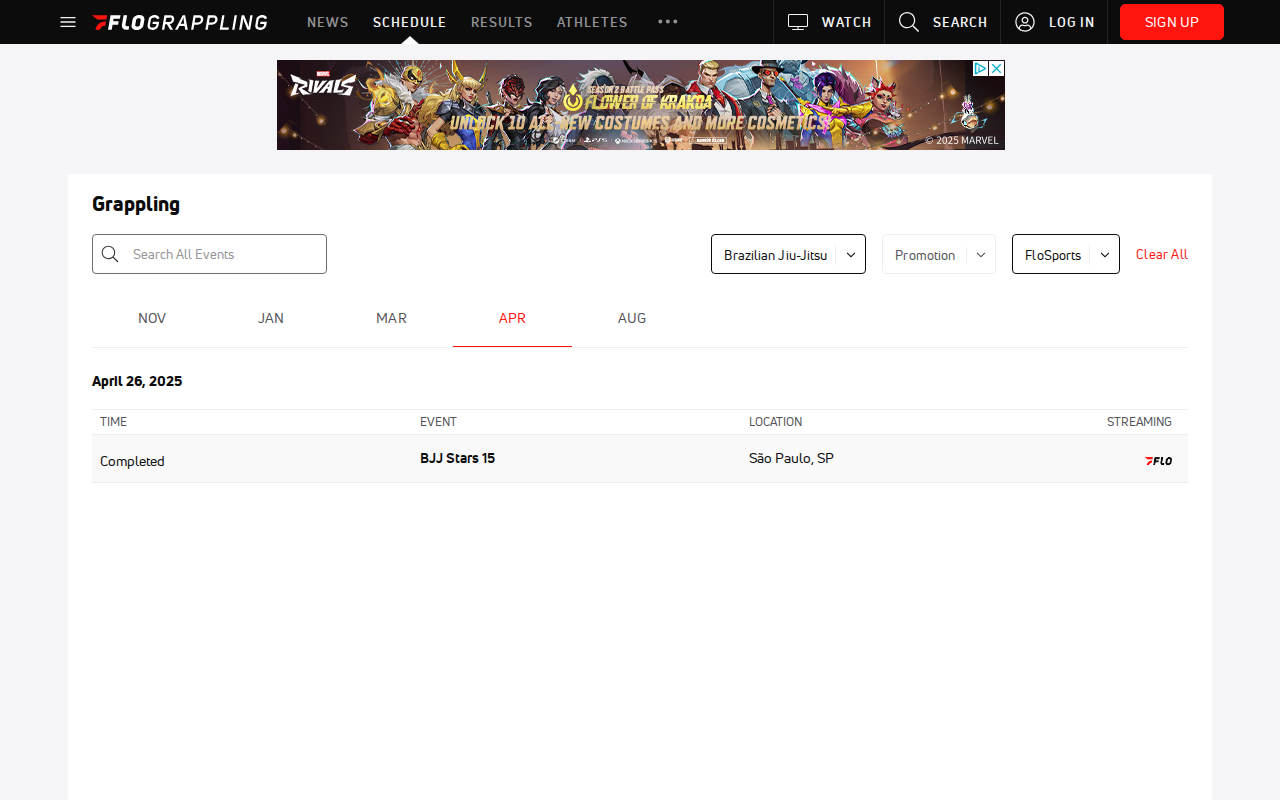 FLOGRAPPLING
NEWS
SCHEDULE
RESULTS
ATHLETES
WATCH
SEARCH
LOG IN
SIGN UP
MARVEL
RIVALS
SEASON 2 BATTLE PASS
FLOWER OF KRAKOA
UNLOCK 10 ALL-NEW COSTUMES AND MORE COSMETICS
© 2025 MARVEL
Grappling
Search All Events
Brazilian Jiu-Jitsu
Promotion
FloSports
Clear All
NOV
JAN
MAR
APR
AUG
April 26, 2025
TIME
EVENT
LOCATION
STREAMING
Completed
BJJ Stars 15
São Paulo, SP
FLO